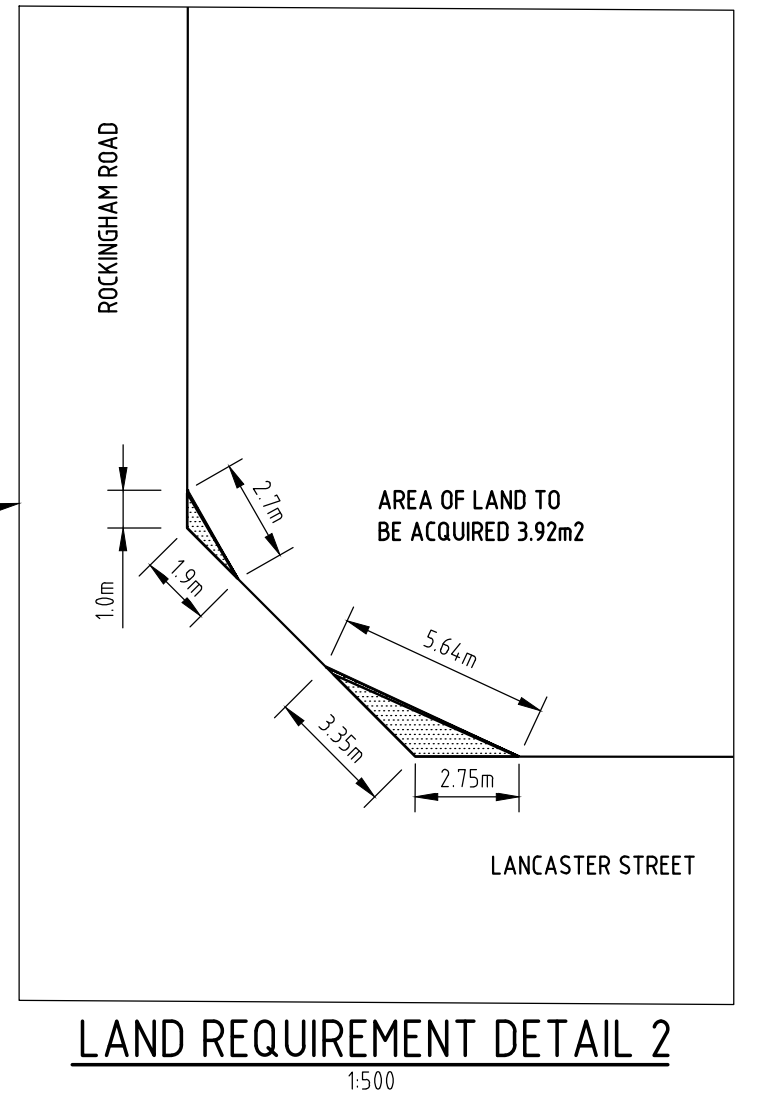 ROCKINGHAM ROAD
2.7m
AREA OF LAND TO
BE ACQUIRED 3.92m2
1.9m
1.0m
5.64m
3.35m
2.75m
LANCASTER STREET
LAND REQUIREMENT DETAIL 2
1:500